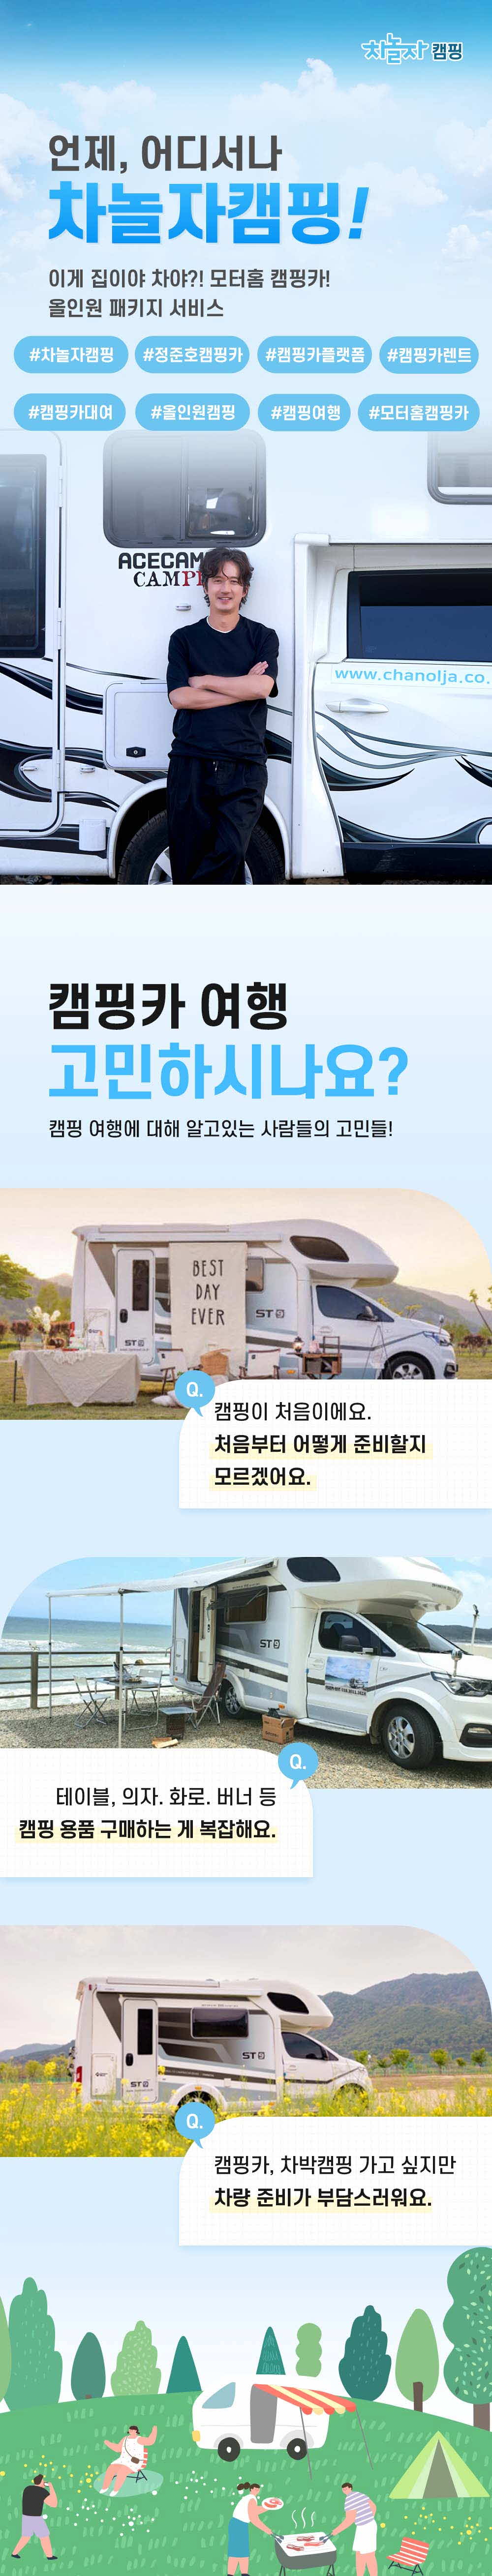 차놀자 캠핑
언제, 어디서나
차놀자캠핑!
이게 집이야 차야?! 모터홈 캠핑카!
올인원 패키지 서비스
#차놀자캠핑 #정준호캠핑카 #캠핑카플랫폼 #캠핑카렌트
#캠핑카대여 #올인원캠핑 #캠핑여행 #모터홈캠핑카
ACECAM
CAMP
www.chanolja.co.
캠핑카 여행
고민하시나요?
캠핑 여행에 대해 알고있는 사람들의 고민들!
BEST
DAY
EVER
ST
ST
Q.
캠핑이 처음이에요.
처음부터 어떻게 준비할지
모르겠어요.
ST
Q.
테이블, 의자. 화로. 버너 등
캠핑 용품 구매하는 게 복잡해요.
ST
ST
Q.
캠핑카, 차박캠핑 가고 싶지만
차량 준비가 부담스러워요.